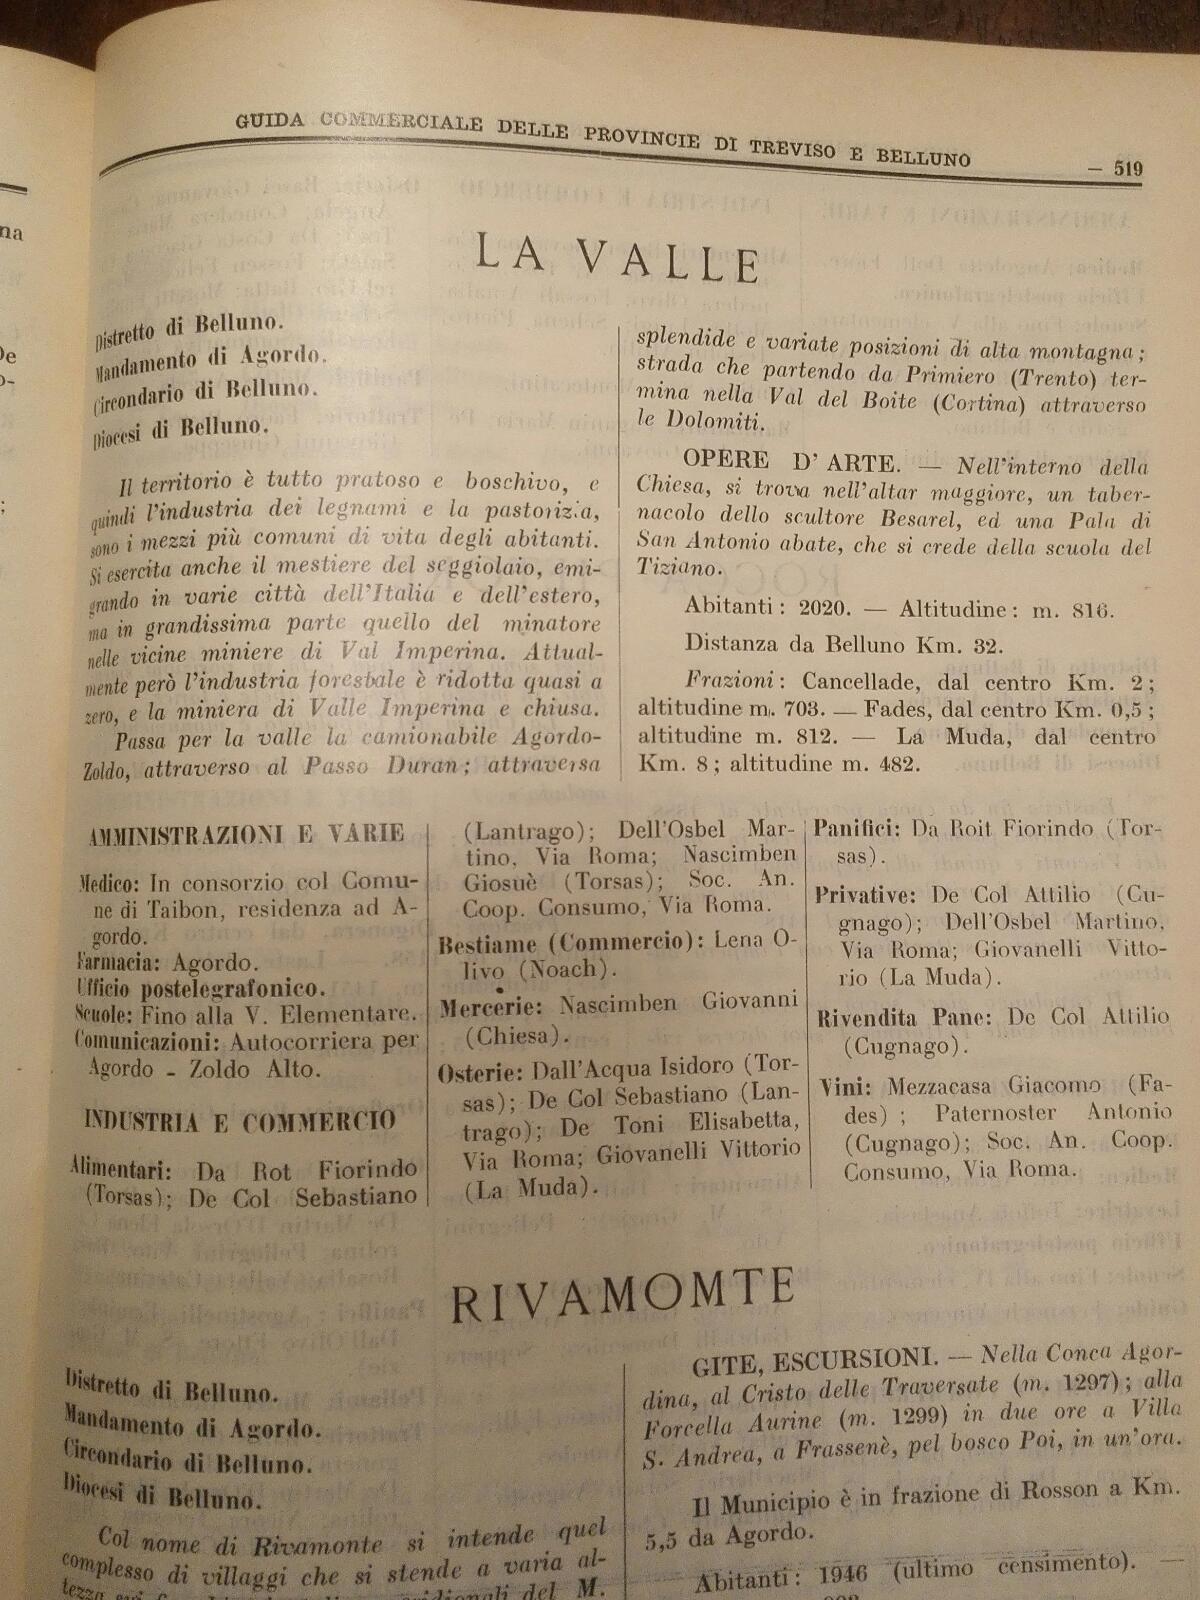 GUIDA COMMERCIALE DELLE PROVINCIE DI TREVISO E BELLUNO — 519
LA VALLE
Distretto di Belluno.
Mandamento di Agordo.
Circondario di Belluno.
Diocesi di Belluno.
Il territorio è tutto pratoso e boschivo, e
quindi l'industria dei legnami e la pastorizia,
sono i mezzi più comuni di vita degli abitanti.
Si esercita anche il mestiere del seggiolaio, emi-
grando in varie città dell'Italia e dell'estero,
ma in grandissima parte quello del minatore
nelle vicine miniere di Val Imperina. Attual-
mente però l'industria forestale è ridotta quasi a
zero, e la miniera di Valle Imperina e chiusa.
Passa per la valle la camionabile Agordo-
Zoldo, attraverso al Passo Duran; attraversa
splendide e variate posizioni di alta montagna;
strada che partendo da Primiero (Trento) ter-
mina nella Val del Boite (Cortina) attraverso
le Dolomiti.
OPERE D'ARTE. — Nell'interno della
Chiesa, si trova nell'altar maggiore, un taber-
nacolo dello scultore Besarel, ed una Pala di
San Antonio abate, che si crede della scuola del
Tiziano.
Abitanti: 2020. — Altitudine: m. 816.
Distanza da Belluno Km. 32.
Frazioni: Cancellade, dal centro Km. 2;
altitudine m. 703. — Fades, dal centro Km. 0,5;
altitudine m. 812. — La Muda, dal centro
Km. 8; altitudine m. 482.
AMMINISTRAZIONI E VARIE
Medico: In consorzio col Comu-
ne di Taibon, residenza ad A-
gordo.
Farmacia: Agordo.
Ufficio postelegrafonico.
Scuole: Fino alla V. Elementare.
Comunicazioni: Autocorriera per
Agordo - Zoldo Alto.
INDUSTRIA E COMMERCIO
Alimentari: Da Rot Fiorindo
(Torsas); De Col Sebastiano
(Lantrago); Dell'Osbel Mar-
tino, Via Roma; Nascimben
Giosuè (Torsas); Soc. An.
Coop. Consumo, Via Roma.
Bestiame (Commercio): Lena O-
livo (Noach).
Mercerie: Nascimben Giovanni
(Chiesa).
Osterie: Dall'Acqua Isidoro (Tor-
sas); De Col Sebastiano (Lan-
trago); De Toni Elisabetta,
Via Roma; Giovanelli Vittorio
(La Muda).
Panifici: Da Roit Fiorindo (Tor-
sas).
Privative: De Col Attilio (Cu-
gnago); Dell'Osbel Martino,
Via Roma; Giovanelli Vitto-
rio (La Muda).
Rivendita Pane: De Col Attilio
(Cugnago).
Vini: Mezzacasa Giacomo (Fa-
des) ; Paternoster Antonio
(Cugnago); Soc. An. Coop.
Consumo, Via Roma.
RIVAMOMTE
Distretto di Belluno.
Mandamento di Agordo.
Circondario di Belluno.
Diocesi di Belluno.
Col nome di Rivamonte si intende quel
complesso di villaggi che si stende a varia al-
tezza
del M.
GITE, ESCURSIONI. — Nella Conca Agor-
dina, al Cristo delle Traversate (m. 1297); alla
Forcella Aurine (m. 1299) in due ore a Villa
S. Andrea, a Frassenè, pel bosco Poi, in un'ora.
Il Municipio è in frazione di Rosson a Km.
5,5 da Agordo.
Abitanti: 1946 (ultimo censimento). —